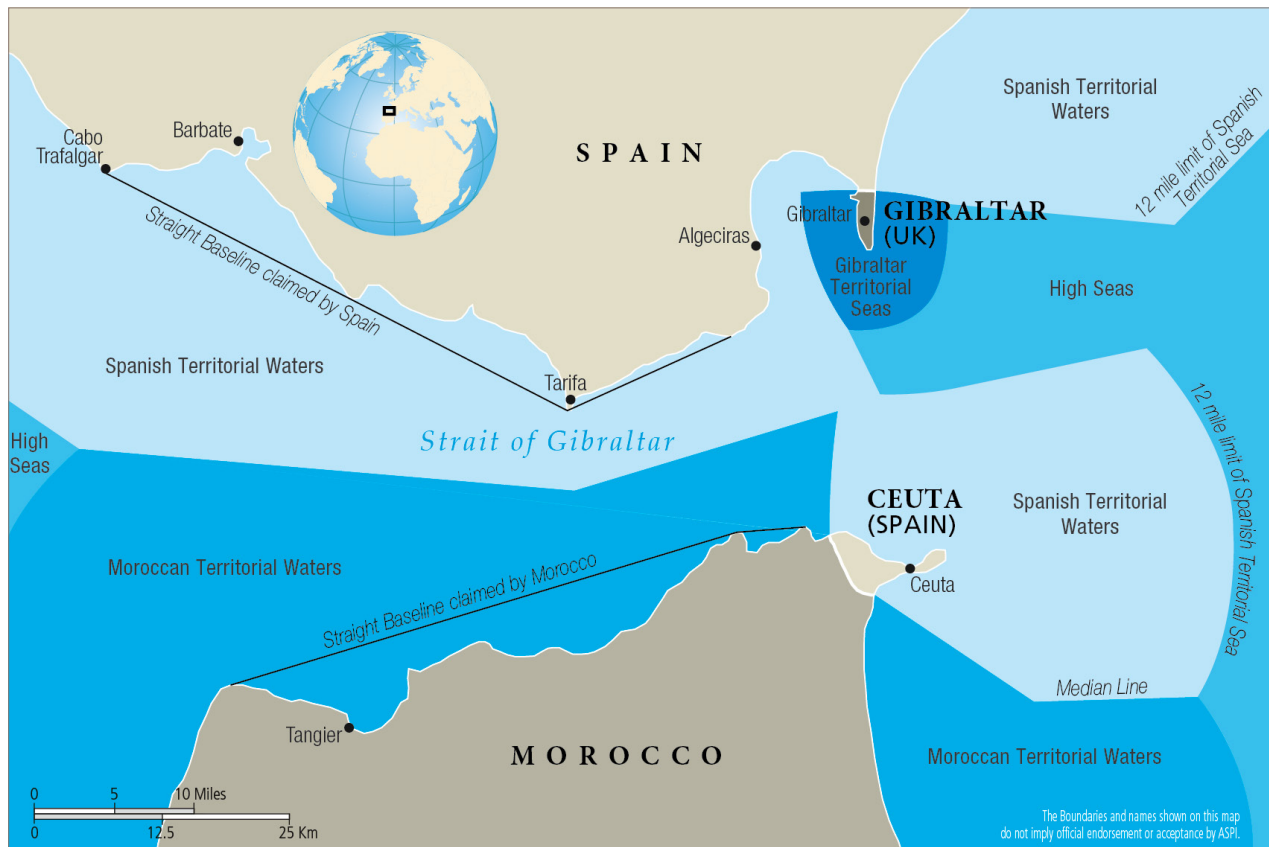 Spanish Territorial
Waters
12 mile limit of Spanish
Territorial Sea
Cabo
Trafalgar
Barbate
SPAIN
Straight Baseline claimed by Spain
Algeciras
Gibraltar
GIBRALTAR
(UK)
Gibraltar
Territorial
Seas
High Seas
Spanish Territorial Waters
Tarifa
Strait of Gibraltar
High
Seas
12 mile limit of Spanish Territorial Sea
CEUTA
(SPAIN)
Spanish Territorial
Waters
Moroccan Territorial Waters
Straight Baseline claimed by Morocco
Ceuta
Median Line
Tangier
MOROCCO
Moroccan Territorial Waters
0 5 10 Miles
0 12.5 25 Km
The Boundaries and names shown on this map
do not imply official endorsement or acceptance by ASPI.